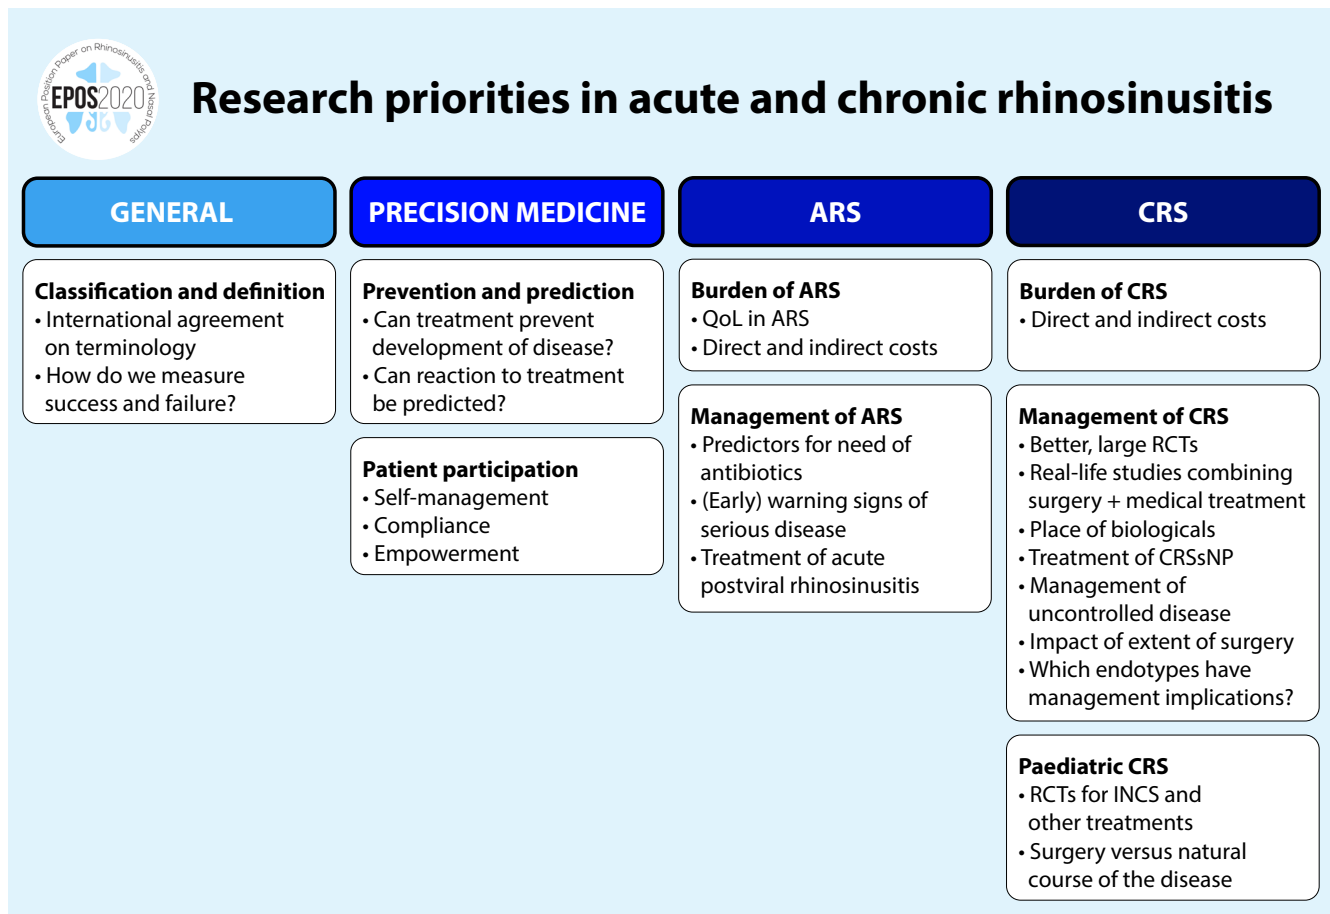 European Position Paper on Rhinosinusitis and Nasal Polyps
EPOS2020
Research priorities in acute and chronic rhinosinusitis
GENERAL
Classification and definition
• International agreement
on terminology
• How do we measure
success and failure?
PRECISION MEDICINE
Prevention and prediction
• Can treatment prevent
development of disease?
• Can reaction to treatment
be predicted?
Patient participation
• Self-management
• Compliance
• Empowerment
ARS
Burden of ARS
• QoL in ARS
• Direct and indirect costs
Management of ARS
• Predictors for need of
antibiotics
• (Early) warning signs of
serious disease
• Treatment of acute
postviral rhinosinusitis
CRS
Burden of CRS
• Direct and indirect costs
Management of CRS
• Better, large RCTs
• Real-life studies combining
surgery + medical treatment
• Place of biologicals
• Treatment of CRSsNP
• Management of
uncontrolled disease
• Impact of extent of surgery
• Which endotypes have
management implications?
Paediatric CRS
• RCTs for INCS and
other treatments
• Surgery versus natural
course of the disease